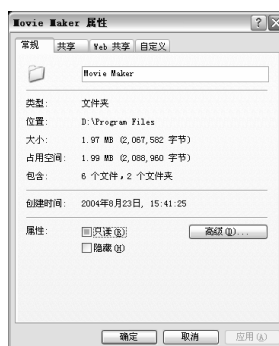 Movie Maker 属性
常规 共享 Web 共享 自定义
Movie Maker
类型: 文件夹
位置: D:\Program Files
大小: 1.97 MB (2,067,582 字节)
占用空间: 1.99 MB (2,088,960 字节)
包含: 6 个文件,2 个文件夹
创建时间: 2004年8月23日, 15:41:25
属性: 只读(R) 高级(D)...
隐藏(H)
确定 取消 应用(A)